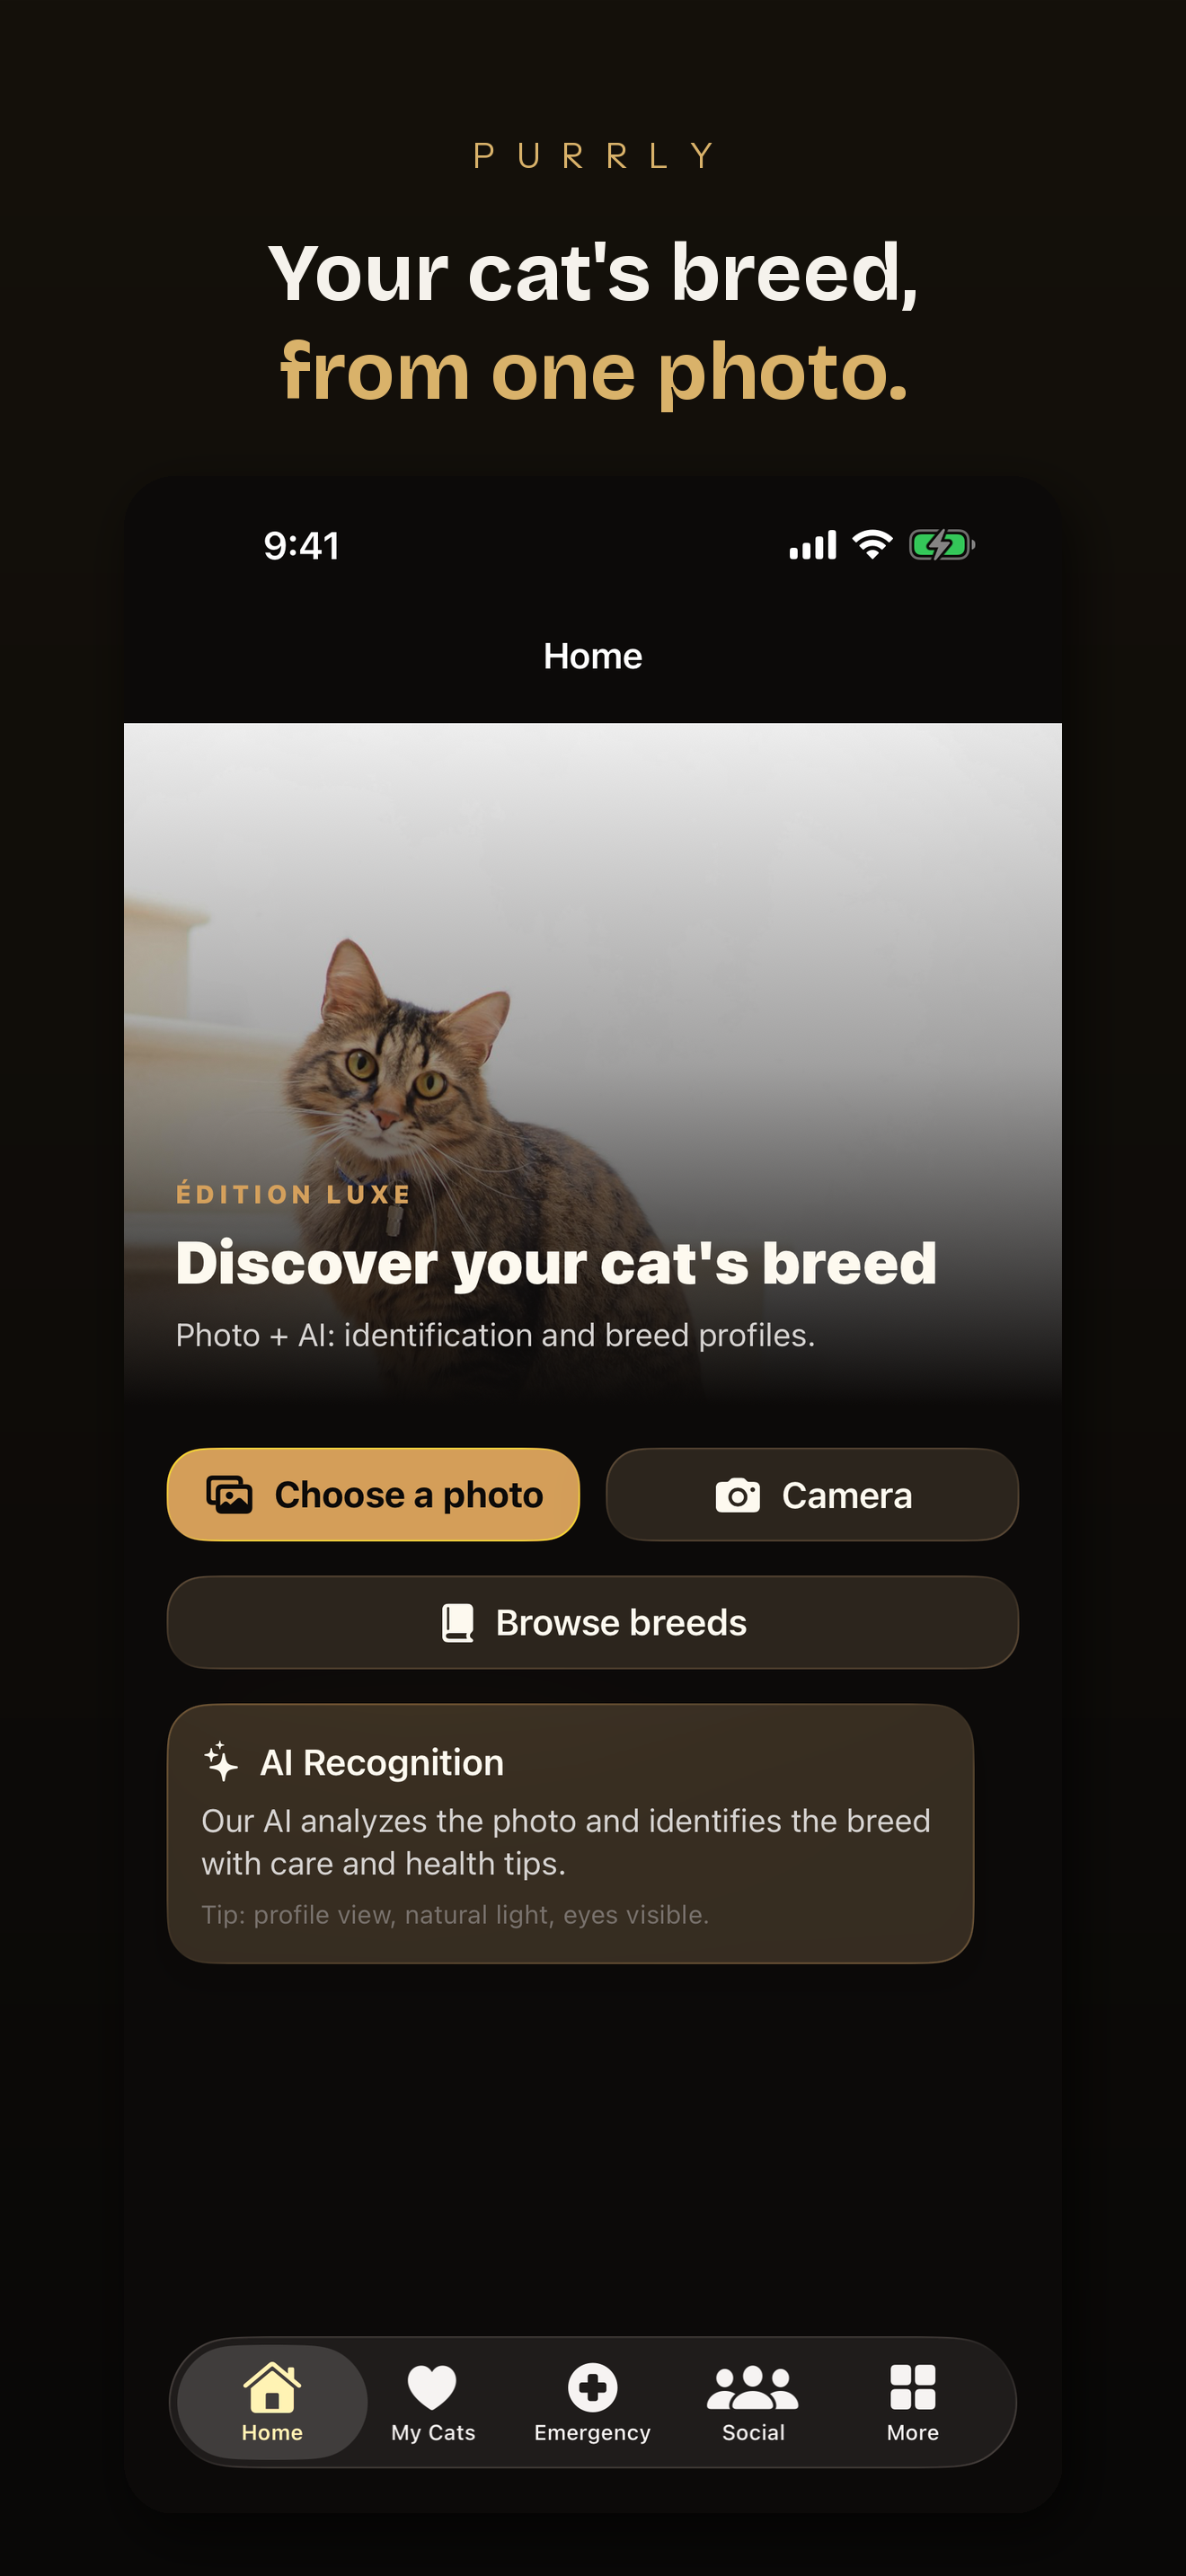 PURRLY
Your cat's breed,
from one photo.
9:41
Home
ÉDITION LUXE
Discover your cat's breed
Photo + AI: identification and breed profiles.
Choose a photo
Camera
Browse breeds
AI Recognition
Our AI analyzes the photo and identifies the breed
with care and health tips.
Tip: profile view, natural light, eyes visible.
Home
My Cats
Emergency
Social
More